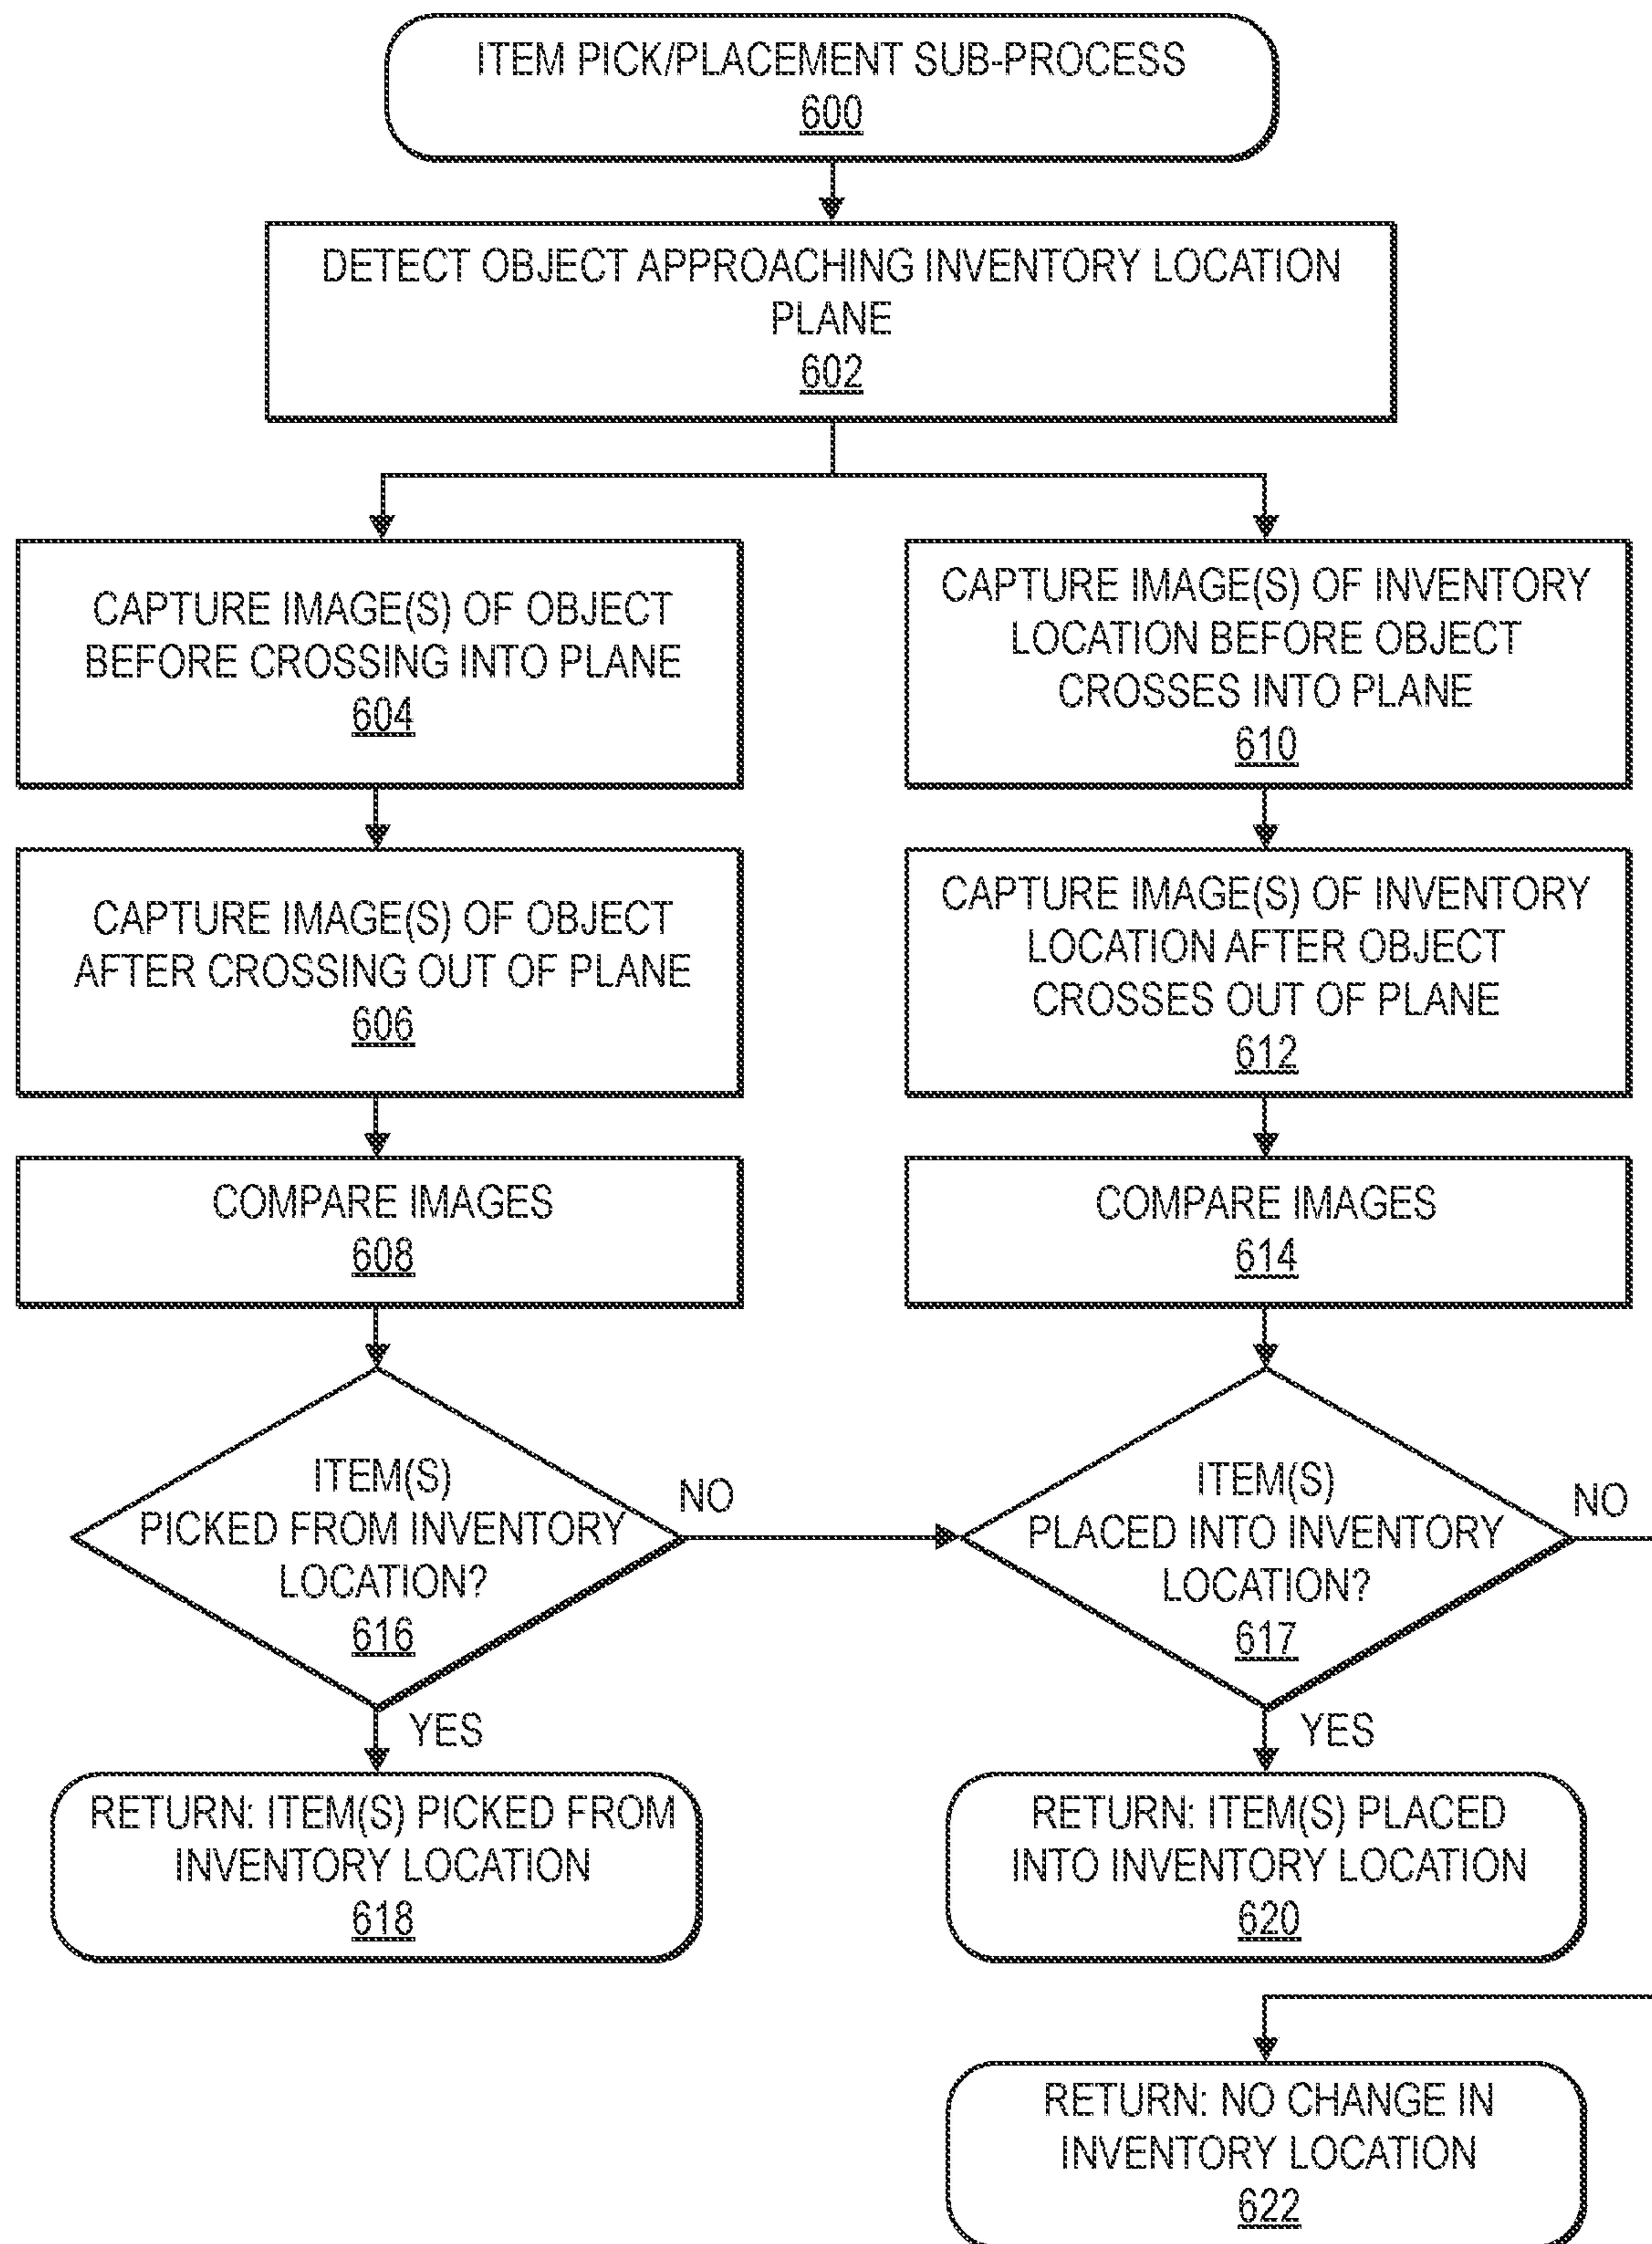 ITEM PICK/PLACEMENT SUB-PROCESS
600
DETECT OBJECT APPROACHING INVENTORY LOCATION
PLANE
602
CAPTURE IMAGE(S) OF OBJECT
BEFORE CROSSING INTO PLANE
604
CAPTURE IMAGE(S) OF INVENTORY
LOCATION BEFORE OBJECT
CROSSES INTO PLANE
610
CAPTURE IMAGE(S) OF OBJECT
AFTER CROSSING OUT OF PLANE
606
CAPTURE IMAGE(S) OF INVENTORY
LOCATION AFTER OBJECT
CROSSES OUT OF PLANE
612
COMPARE IMAGES
608
COMPARE IMAGES
614
ITEM(S)
PICKED FROM INVENTORY
LOCATION?
616
NO
ITEM(S)
PLACED INTO INVENTORY
LOCATION?
617
NO
YES
YES
RETURN: ITEM(S) PICKED FROM
INVENTORY LOCATION
618
RETURN: ITEM(S) PLACED
INTO INVENTORY LOCATION
620
RETURN: NO CHANGE IN
INVENTORY LOCATION
622